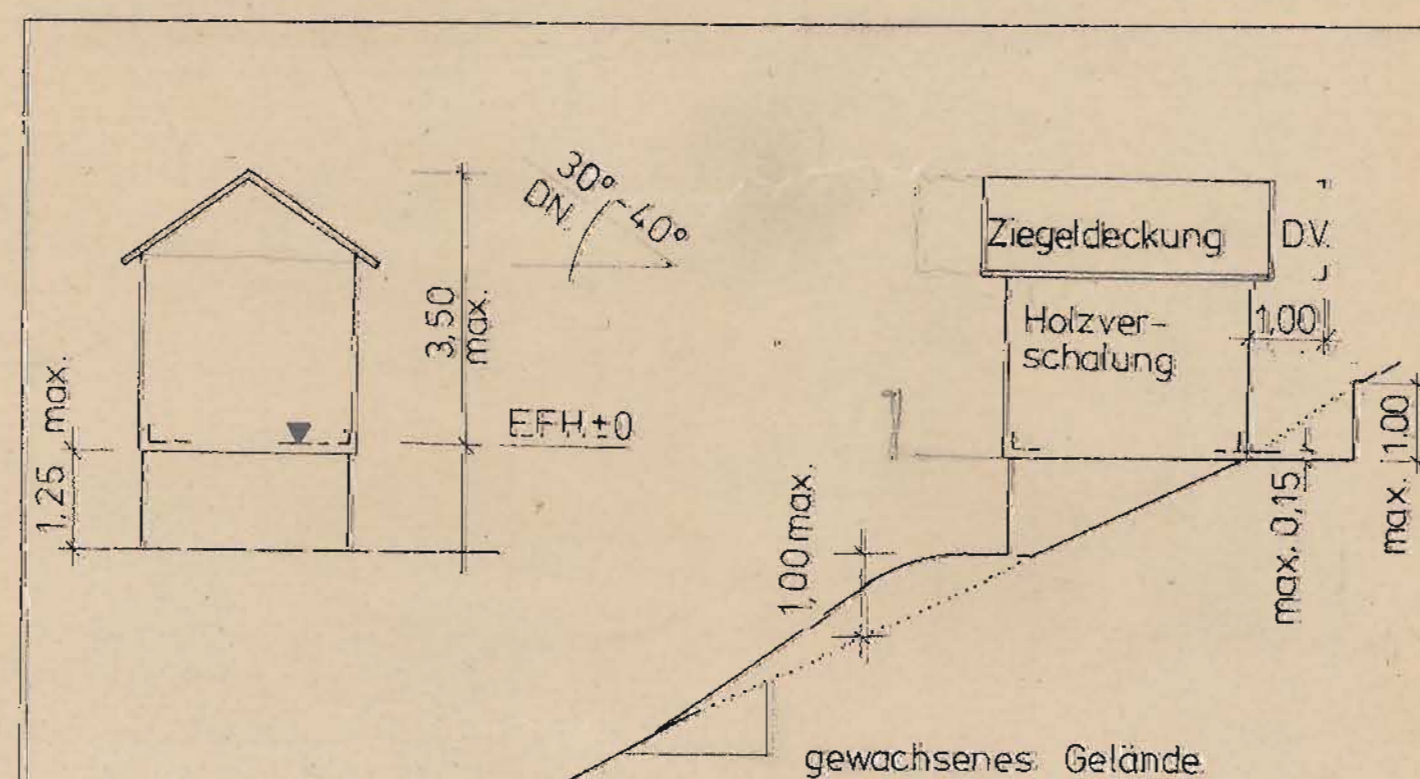 30° 40°
DN.
3,50
max.
1,25 max.
EFH ±0
Ziegeldeckung
D.V.
Holzver-
schalung
1,00
1,00 max.
max. 0,15
max. 1,00
gewachsenes Gelände